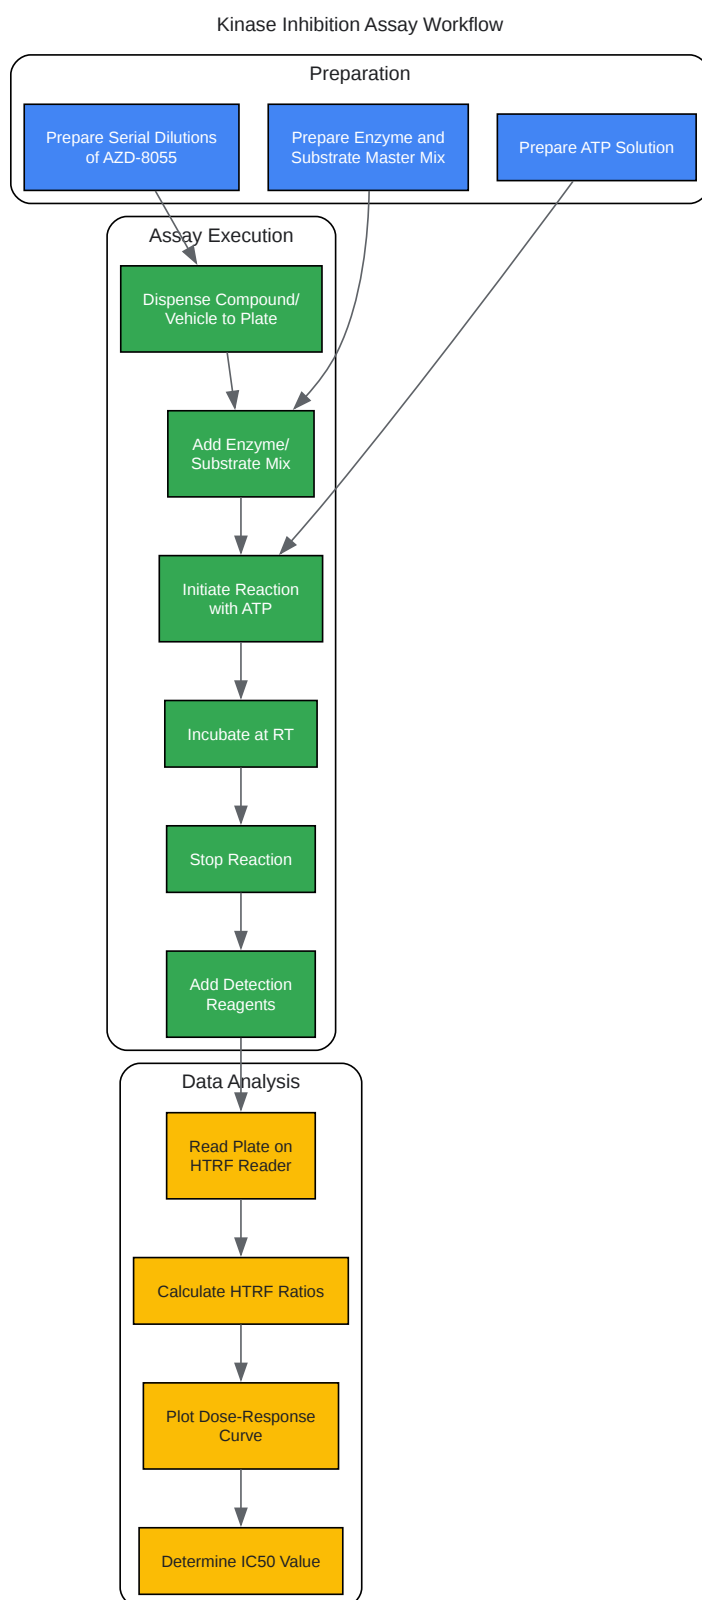 Kinase Inhibition Assay Workflow
Preparation
Prepare Serial Dilutions
of AZD-8055
Prepare Enzyme and
Substrate Master Mix
Prepare ATP Solution
Assay Execution
Dispense Compound/
Vehicle to Plate
Add Enzyme/
Substrate Mix
Initiate Reaction
with ATP
Incubate at RT
Stop Reaction
Add Detection
Reagents
Data Analysis
Read Plate on
HTRF Reader
Calculate HTRF Ratios
Plot Dose-Response
Curve
Determine IC50 Value